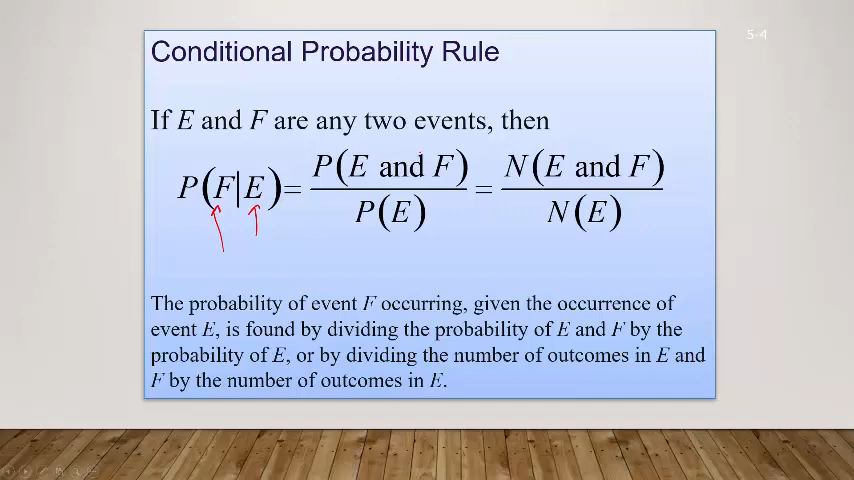 5-4
Conditional Probability Rule
If E and F are any two events, then
P(F|E) = P(E and F) / P(E) = N(E and F) / N(E)
The probability of event F occurring, given the occurrence of
event E, is found by dividing the probability of E and F by the
probability of E, or by dividing the number of outcomes in E and
F by the number of outcomes in E.